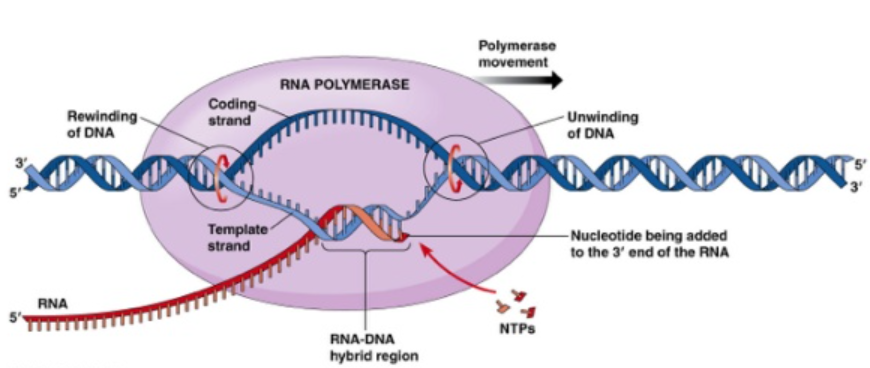 Polymerase
movement
RNA POLYMERASE
Coding
strand
Rewinding
of DNA
Unwinding
of DNA
3′
5′
5′
3′
Template
strand
Nucleotide being added
to the 3′ end of the RNA
RNA
5′
NTPs
RNA-DNA
hybrid region